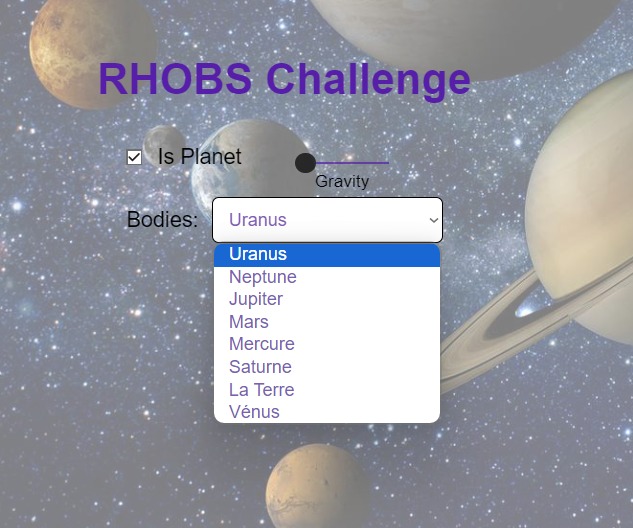 RHOBS Challenge
Is Planet
Gravity
Bodies: Uranus
Uranus
Neptune
Jupiter
Mars
Mercure
Saturne
La Terre
Vénus